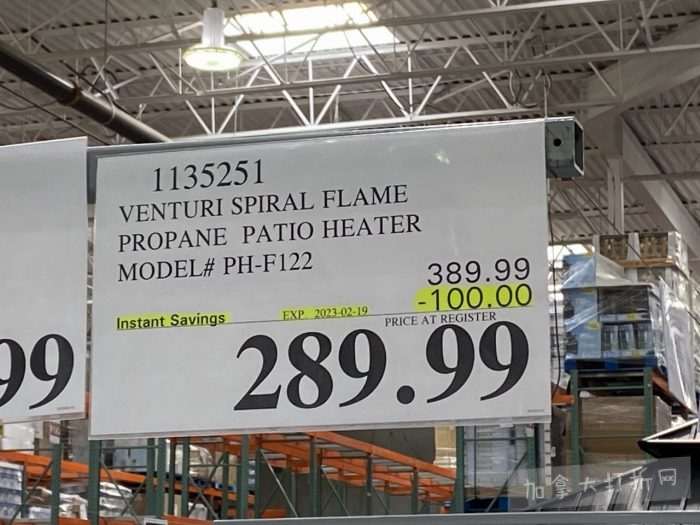 1135251
VENTURI SPIRAL FLAME
PROPANE PATIO HEATER
MODEL# PH-F122
389.99
-100.00
Instant Savings EXP 2023-02-19 PRICE AT REGISTER
289.99
99
加拿大打折网